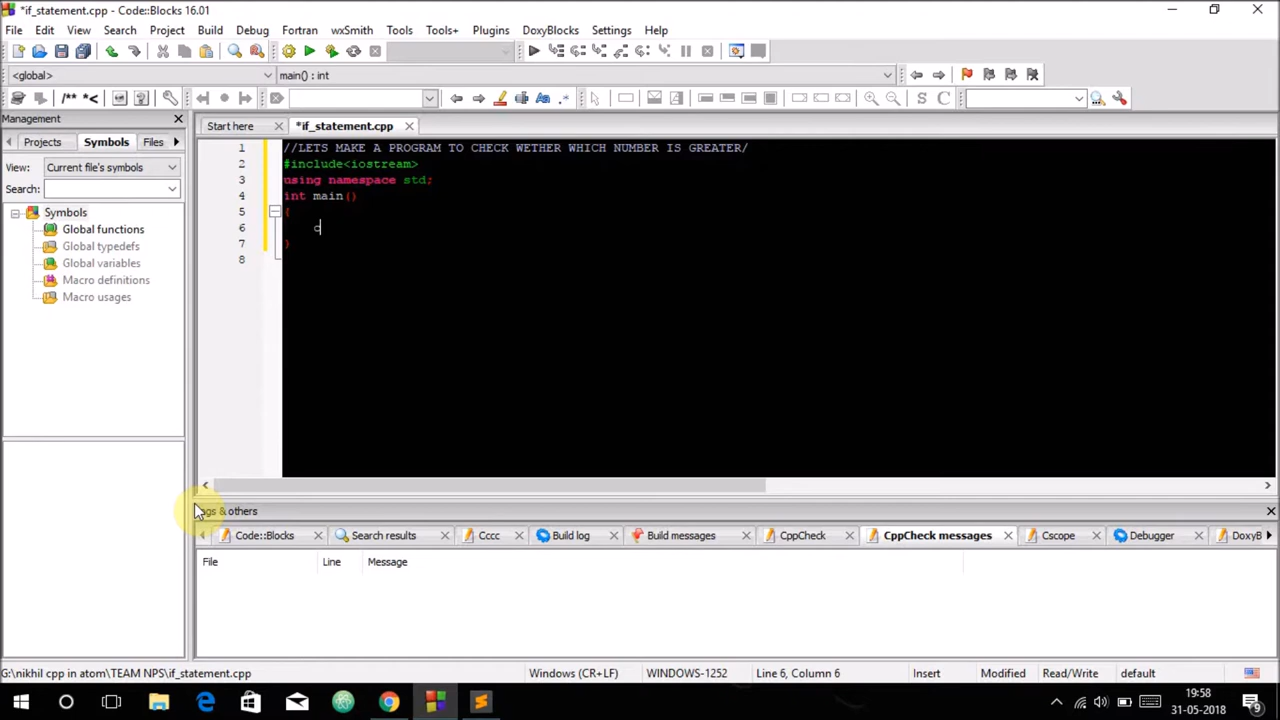 *if_statement.cpp - Code::Blocks 16.01
File Edit View Search Project Build Debug Fortran wxSmith Tools Tools+ Plugins DoxyBlocks Settings Help
<global> main() : int
/** *<
Aa .*
S C
Management
Start here *if_statement.cpp
Projects Symbols Files
View: Current file's symbols
Search:
Symbols
Global functions
Global typedefs
Global variables
Macro definitions
Macro usages
1 //LETS MAKE A PROGRAM TO CHECK WETHER WHICH NUMBER IS GREATER/
2 #include<iostream>
3 using namespace std;
4 int main()
5 {
6 c
7 }
8
gs & others
Code::Blocks Search results Cccc Build log Build messages CppCheck CppCheck messages Cscope Debugger DoxyB
File Line Message
G:\nikhil cpp in atom\TEAM NPS\if_statement.cpp Windows (CR+LF) WINDOWS-1252 Line 6, Column 6 Insert Modified Read/Write default
19:58
31-05-2018
9